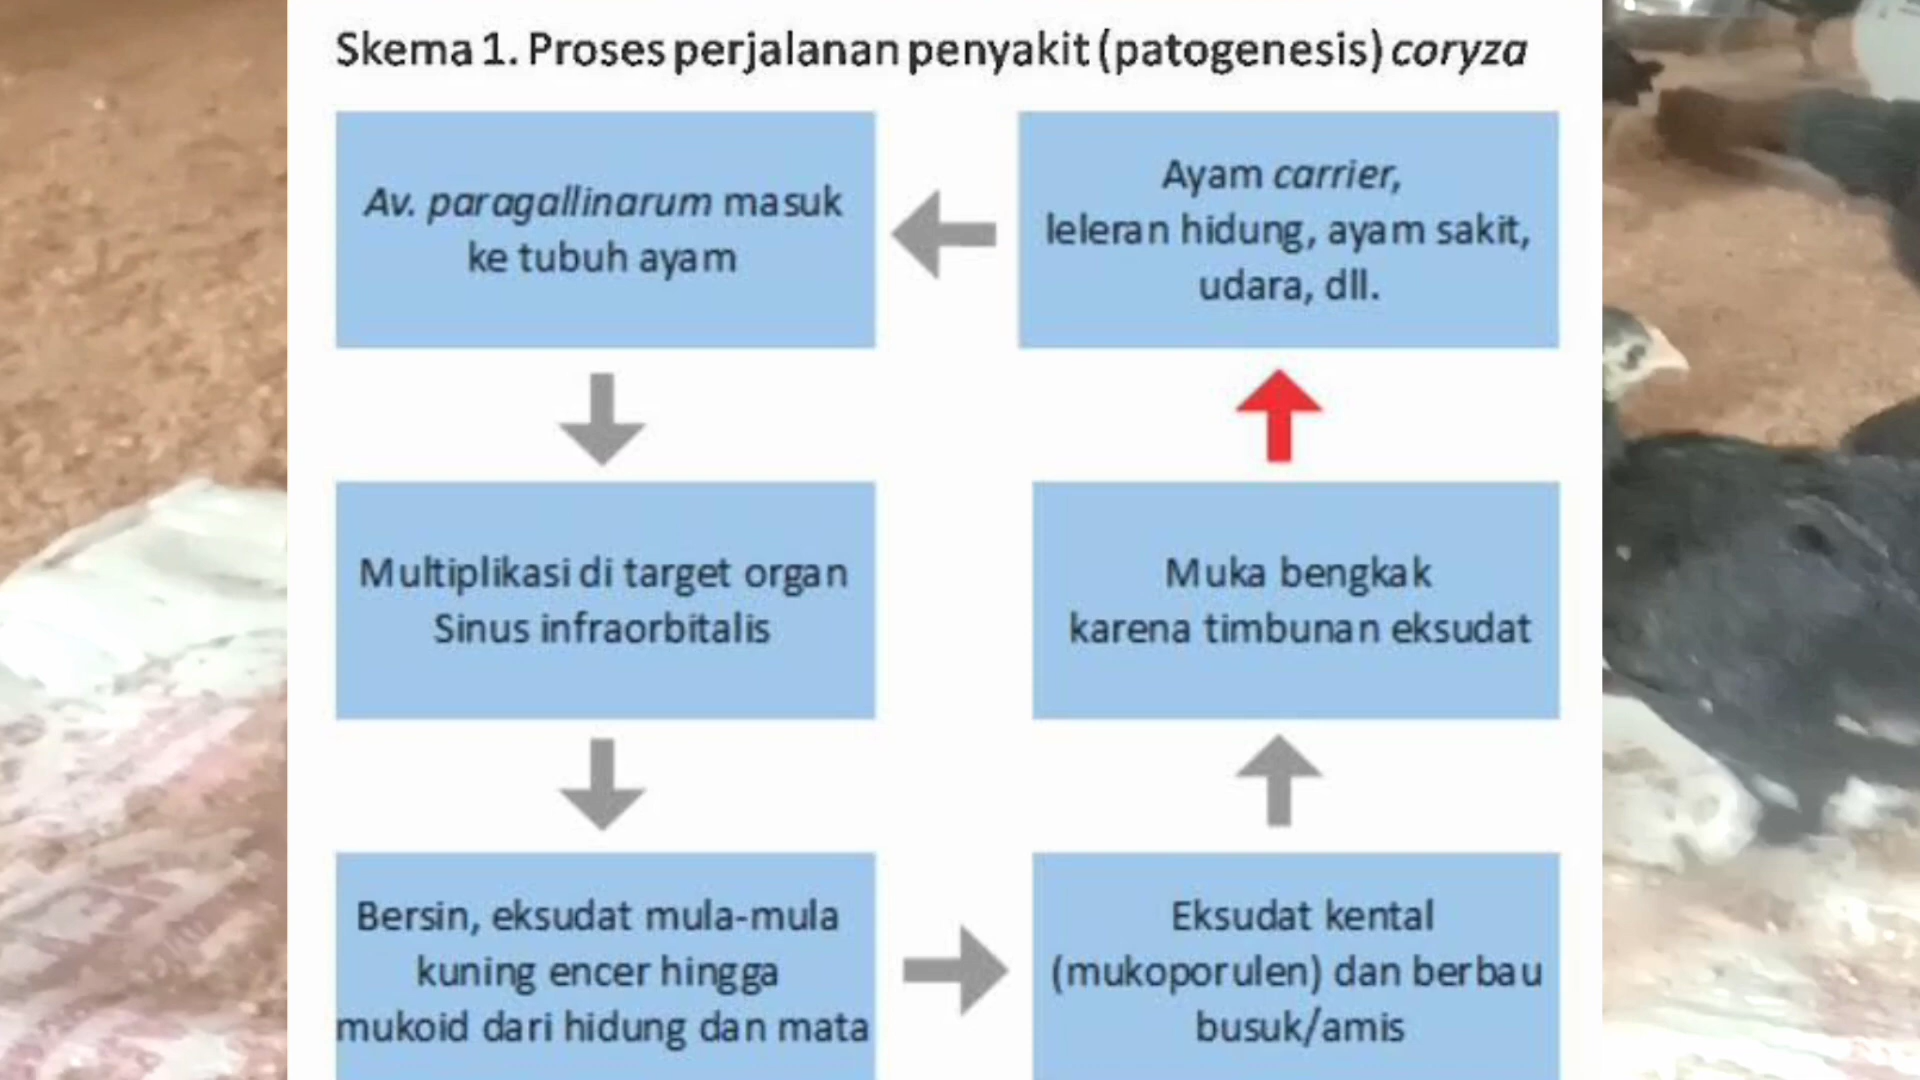 Skema 1. Proses perjalanan penyakit (patogenesis) coryza
Av. paragallinarum masuk
ke tubuh ayam
Ayam carrier,
leleran hidung, ayam sakit,
udara, dll.
Multiplikasi di target organ
Sinus infraorbitalis
Muka bengkak
karena timbunan eksudat
Bersin, eksudat mula-mula
kuning encer hingga
mukoid dari hidung dan mata
Eksudat kental
(mukoporulen) dan berbau
busuk/amis